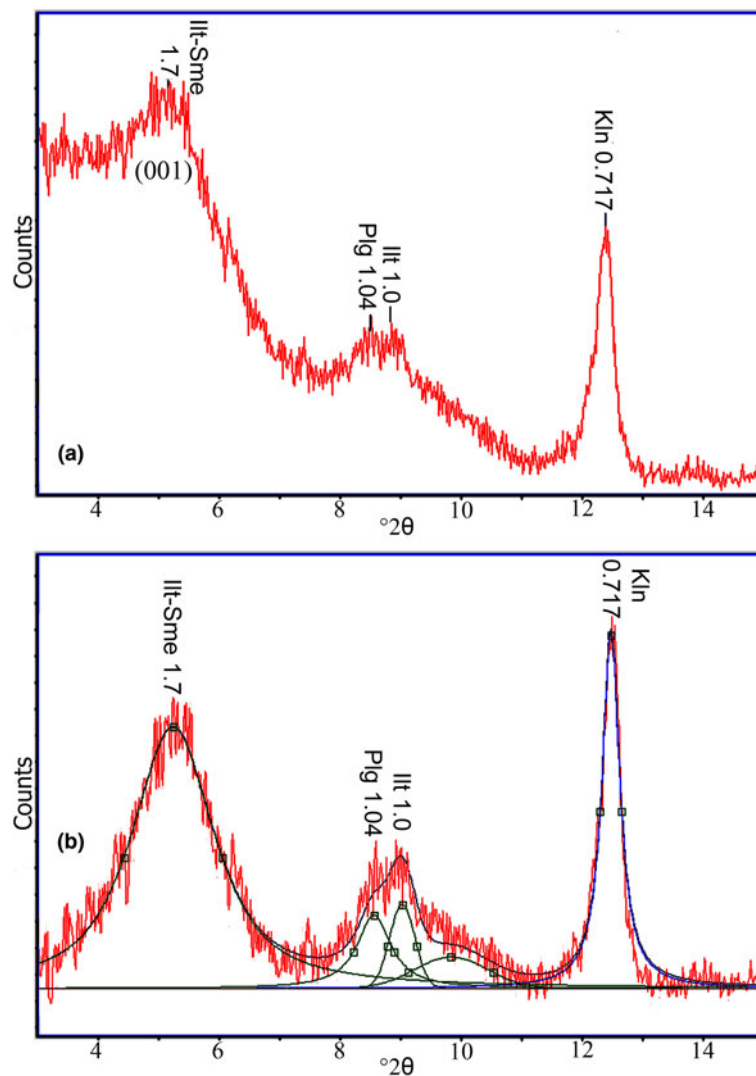 Ilt-Sme
1.7
(001)
Plg 1.04
Ilt 1.0
Kln 0.717
Counts
(a)
4 6 8 10 12 14
°2θ
Ilt-Sme 1.7
Plg 1.04
Ilt 1.0
Kln
0.717
Counts
(b)
4 6 8 10 12 14
°2θ